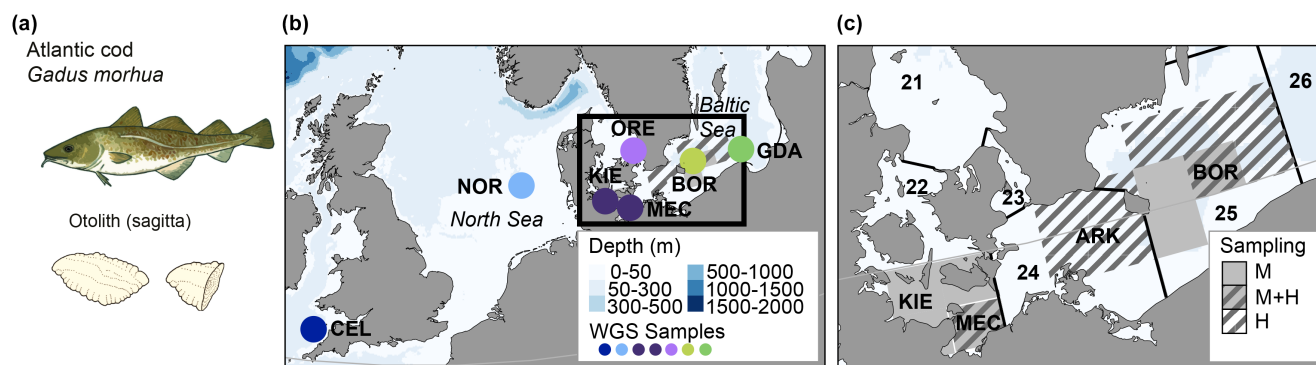 (a)
Atlantic cod
Gadus morhua
Otolith (sagitta)
(b)
Baltic
Sea
ORE
GDA
KIE
BOR
NOR
MEC
North Sea
CEL
Depth (m)
0-50 500-1000
50-300 1000-1500
300-500 1500-2000
WGS Samples
(c)
21
26
22
23
BOR
25
ARK
24
KIE
MEC
Sampling
M
M+H
H